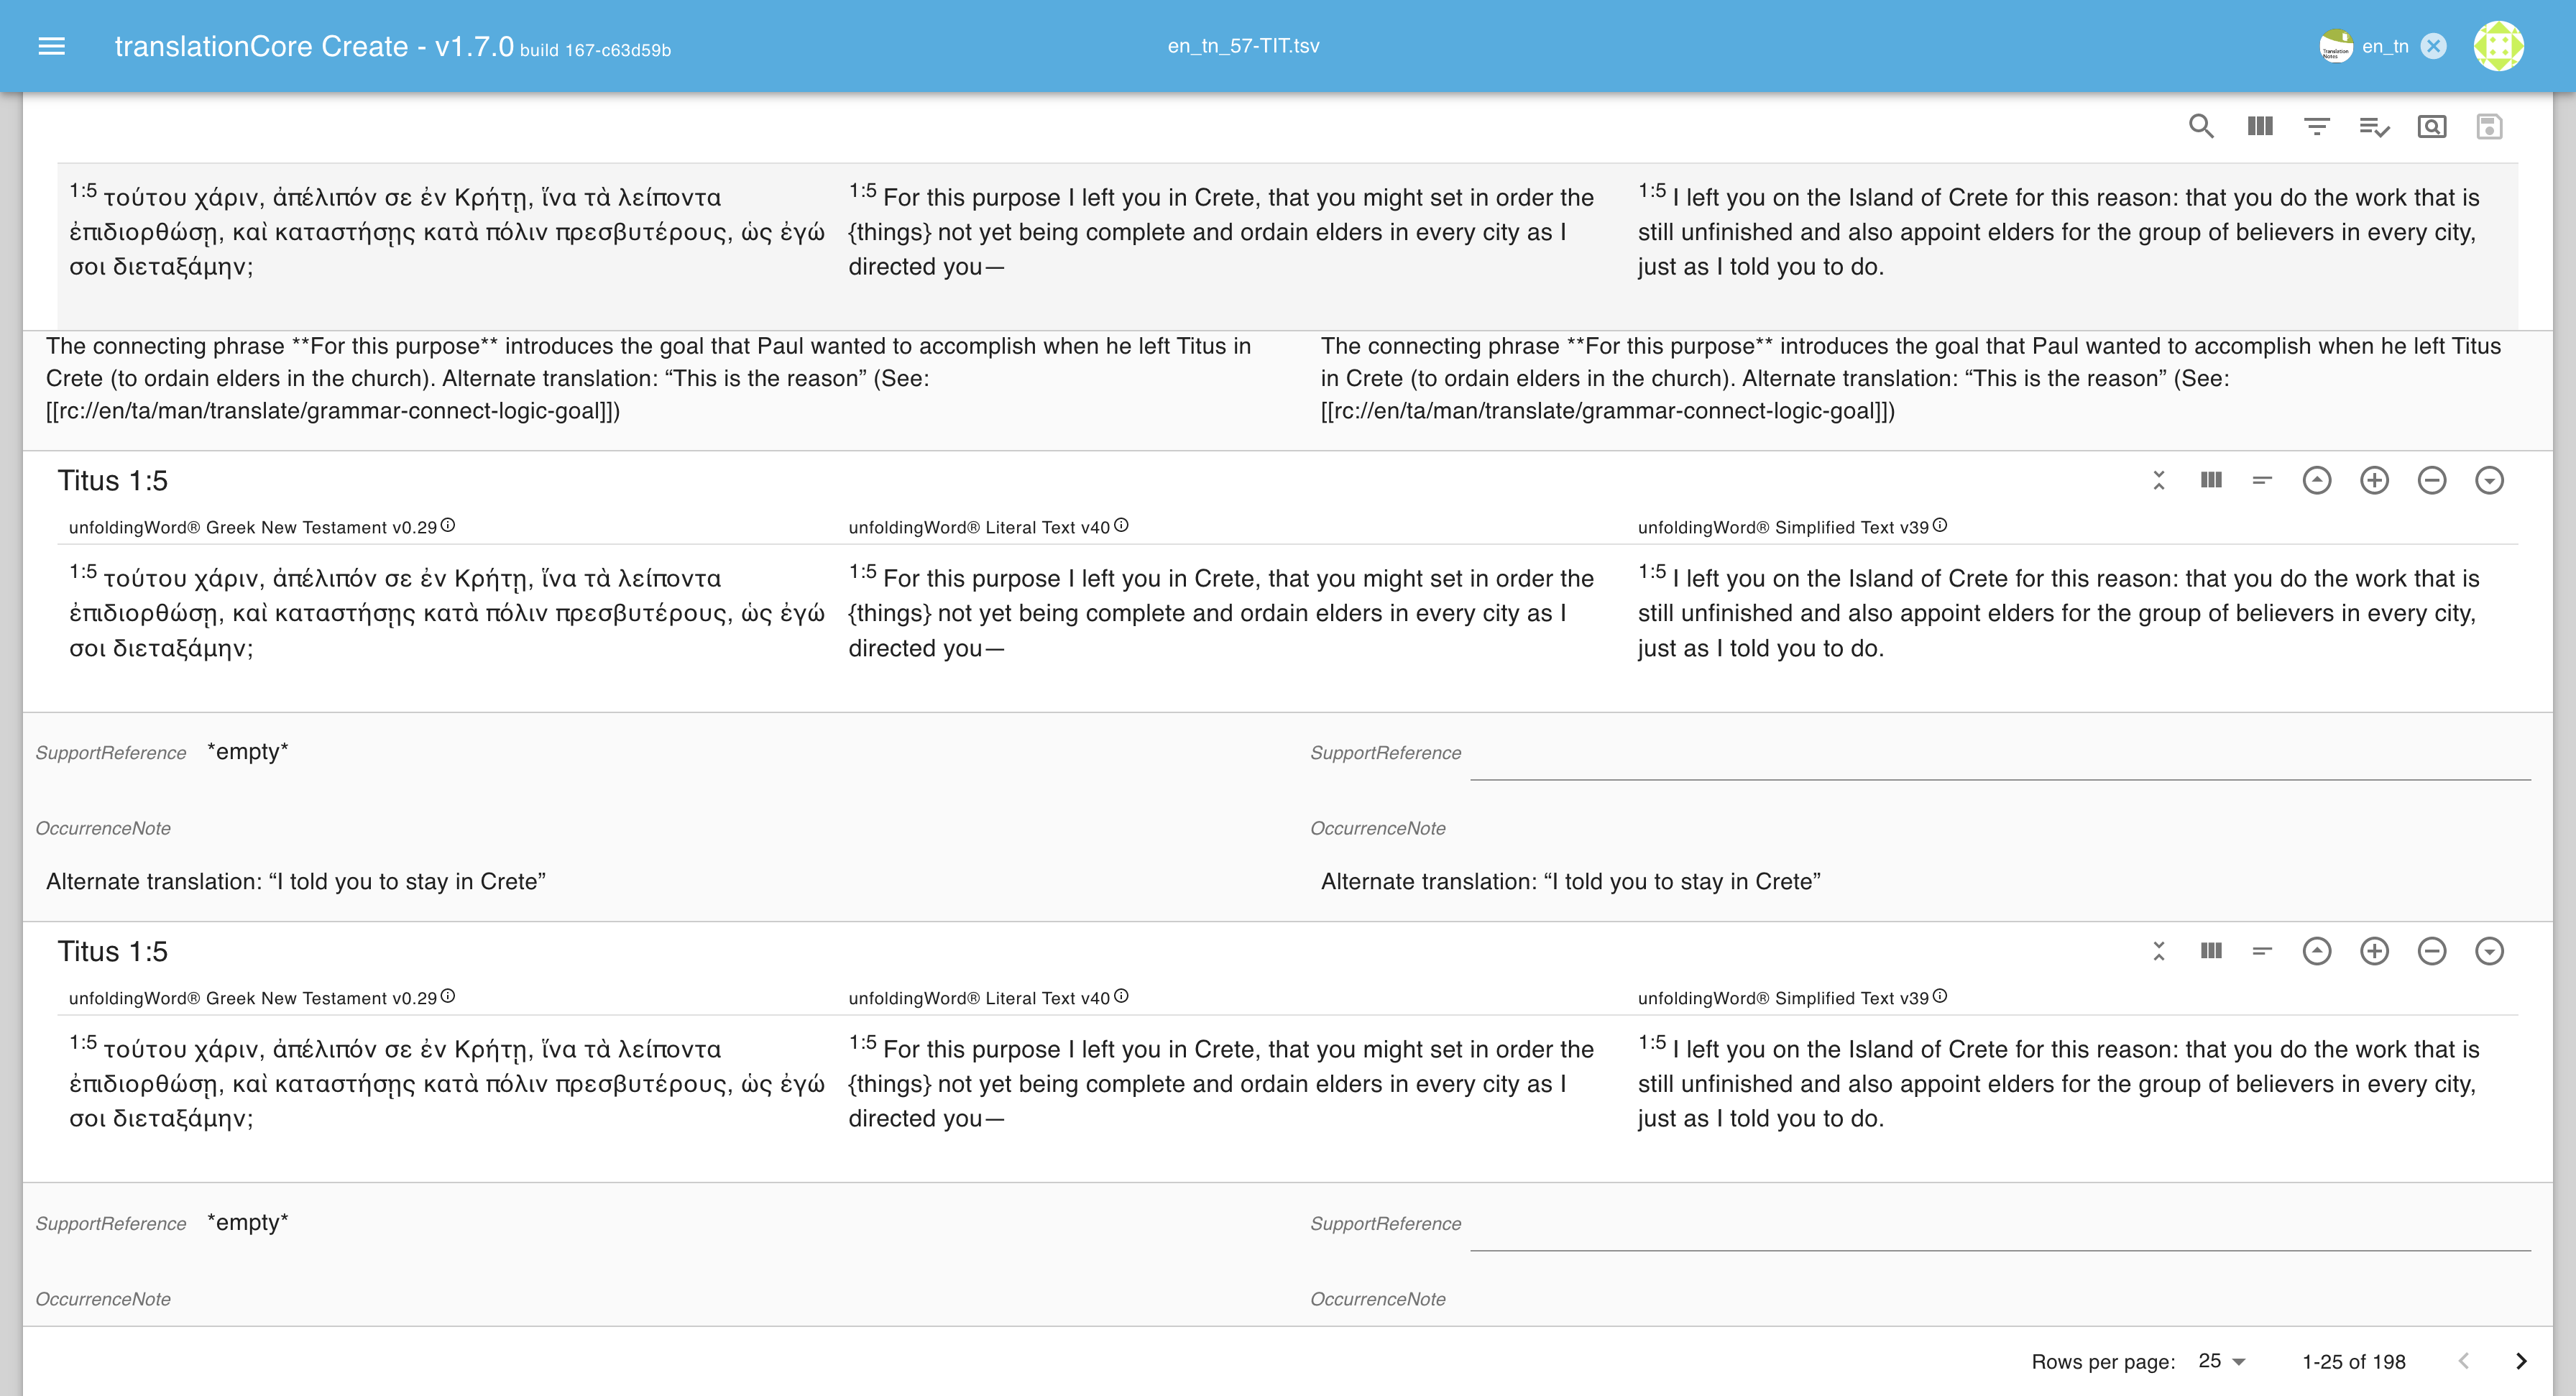 translationCore Create - v1.7.0 build 167-c63d59b
en_tn_57-TIT.tsv
Translation Notes
en_tn
1:5 τούτου χάριν, ἀπέλιπόν σε ἐν Κρήτῃ, ἵνα τὰ λείποντα
ἐπιδιορθώσῃ, καὶ καταστήσῃς κατὰ πόλιν πρεσβυτέρους, ὡς ἐγώ
σοι διεταξάμην;
1:5 For this purpose I left you in Crete, that you might set in order the
{things} not yet being complete and ordain elders in every city as I
directed you—
1:5 I left you on the Island of Crete for this reason: that you do the work that is
still unfinished and also appoint elders for the group of believers in every city,
just as I told you to do.
The connecting phrase **For this purpose** introduces the goal that Paul wanted to accomplish when he left Titus in
Crete (to ordain elders in the church). Alternate translation: “This is the reason” (See:
[[rc://en/ta/man/translate/grammar-connect-logic-goal]])
The connecting phrase **For this purpose** introduces the goal that Paul wanted to accomplish when he left Titus
in Crete (to ordain elders in the church). Alternate translation: “This is the reason” (See:
[[rc://en/ta/man/translate/grammar-connect-logic-goal]])
Titus 1:5
unfoldingWord® Greek New Testament v0.29
unfoldingWord® Literal Text v40
unfoldingWord® Simplified Text v39
1:5 τούτου χάριν, ἀπέλιπόν σε ἐν Κρήτῃ, ἵνα τὰ λείποντα
ἐπιδιορθώσῃ, καὶ καταστήσῃς κατὰ πόλιν πρεσβυτέρους, ὡς ἐγώ
σοι διεταξάμην;
1:5 For this purpose I left you in Crete, that you might set in order the
{things} not yet being complete and ordain elders in every city as I
directed you—
1:5 I left you on the Island of Crete for this reason: that you do the work that is
still unfinished and also appoint elders for the group of believers in every city,
just as I told you to do.
SupportReference *empty*
SupportReference
OccurrenceNote
OccurrenceNote
Alternate translation: “I told you to stay in Crete”
Alternate translation: “I told you to stay in Crete”
Titus 1:5
unfoldingWord® Greek New Testament v0.29
unfoldingWord® Literal Text v40
unfoldingWord® Simplified Text v39
1:5 τούτου χάριν, ἀπέλιπόν σε ἐν Κρήτῃ, ἵνα τὰ λείποντα
ἐπιδιορθώσῃ, καὶ καταστήσῃς κατὰ πόλιν πρεσβυτέρους, ὡς ἐγώ
σοι διεταξάμην;
1:5 For this purpose I left you in Crete, that you might set in order the
{things} not yet being complete and ordain elders in every city as I
directed you—
1:5 I left you on the Island of Crete for this reason: that you do the work that is
still unfinished and also appoint elders for the group of believers in every city,
just as I told you to do.
SupportReference *empty*
SupportReference
OccurrenceNote
OccurrenceNote
Rows per page: 25 1-25 of 198